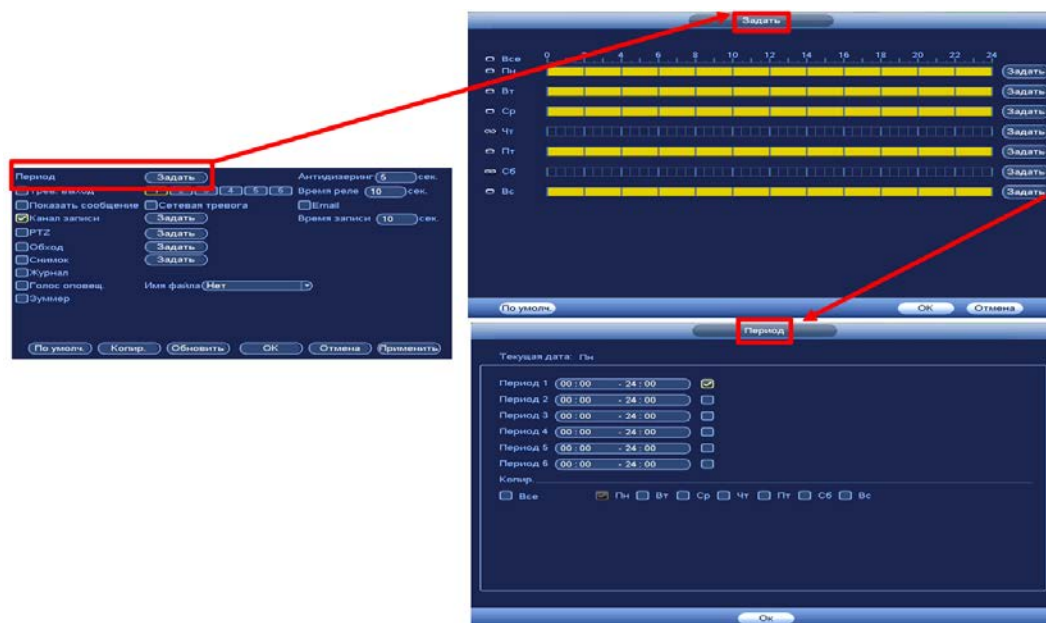 Задать
0 2 4 6 8 10 12 14 16 18 20 22 24
Все
Пн Задать
Вт Задать
Ср Задать
Чт Задать
Пт Задать
Сб Задать
Вс Задать
По умолч. ОК Отмена
Период Задать Антидизеринг 5 сек.
Трев. выход 1 2 3 4 5 6 Время реле 10 сек.
Показать сообщение Сетевая тревога Email
Канал записи Задать Время записи 10 сек.
PTZ Задать
Обход Задать
Снимок Задать
Журнал
Голос оповещ. Имя файла Нет
Зуммер
По умолч. Копир. Обновить ОК Отмена Применить
Период
Текущая дата: Пн
Период 1 00 : 00 - 24 : 00
Период 2 00 : 00 - 24 : 00
Период 3 00 : 00 - 24 : 00
Период 4 00 : 00 - 24 : 00
Период 5 00 : 00 - 24 : 00
Период 6 00 : 00 - 24 : 00
Копир.
Все Пн Вт Ср Чт Пт Сб Вс
Ок